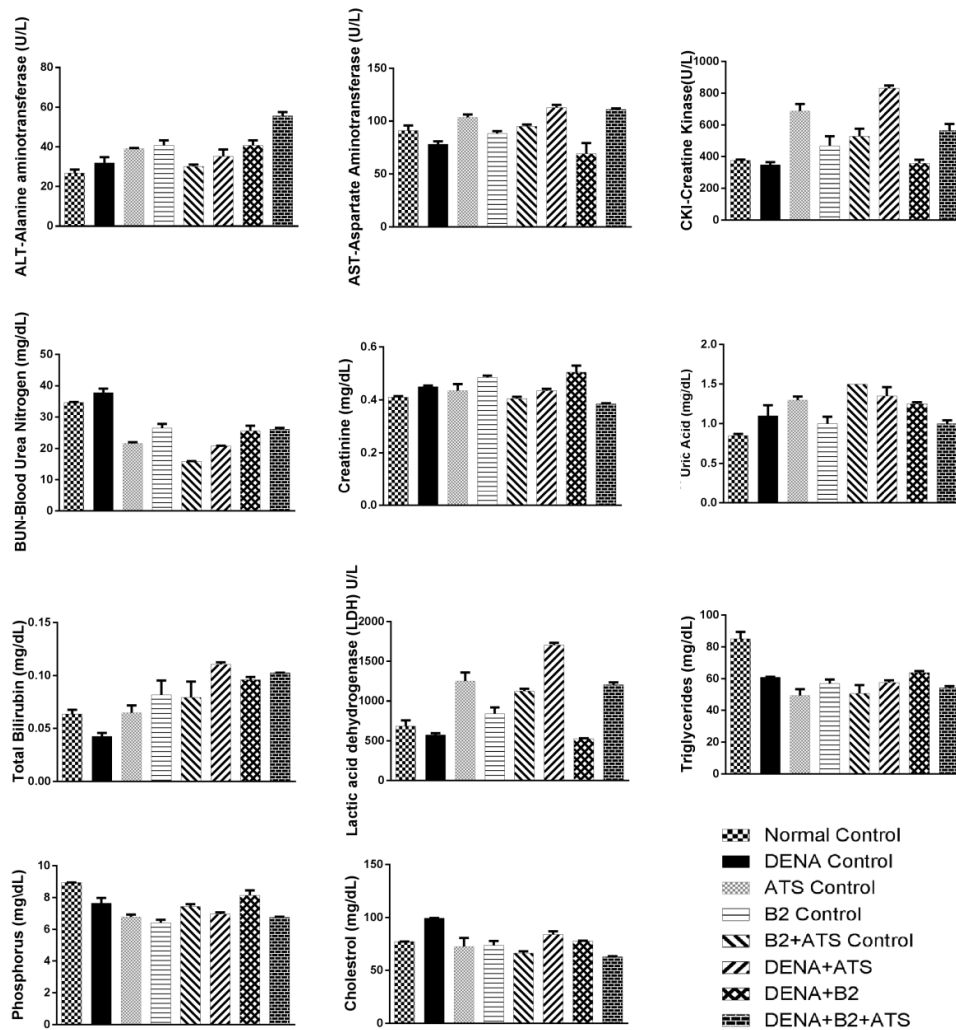 ALT-Alanine aminotransferase (U/L)
80
60
40
20
0
AST-Aspartate Aminotransferase (U/L)
150
100
50
0
CKI-Creatine Kinase(U/L)
1000
800
600
400
200
0
BUN-Blood Urea Nitrogen (mg/dL)
50
40
30
20
10
0
Creatinine (mg/dL)
0.6
0.4
0.2
0.0
Uric Acid (mg/dL)
2.0
1.5
1.0
0.5
0.0
Total Bilirubin (mg/dL)
0.15
0.10
0.05
0.00
Lactic acid dehydrogenase (LDH) U/L
2000
1500
1000
500
0
Triglycerides (mg/dL)
100
80
60
40
20
0
Phosphorus (mg\dL)
10
8
6
4
2
0
Cholestrol (mg/dL)
150
100
50
0
Normal Control
DENA Control
ATS Control
B2 Control
B2+ATS Control
DENA+ATS
DENA+B2
DENA+B2+ATS